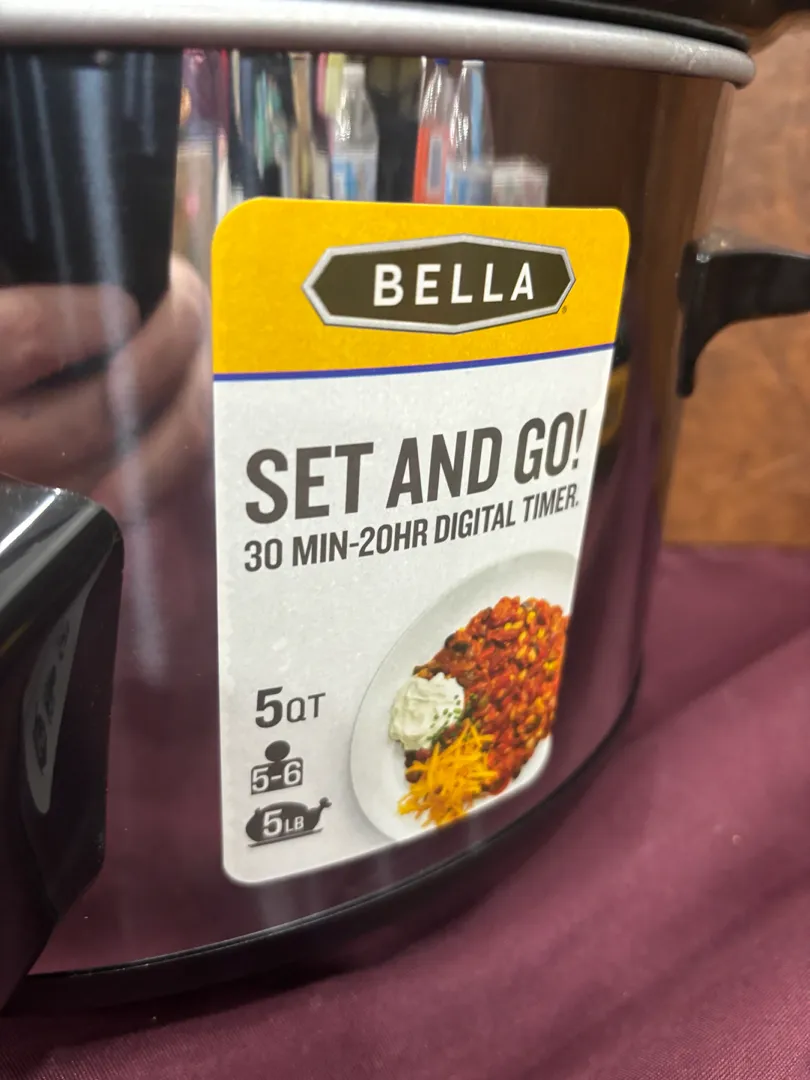 BELLA
SET AND GO!
30 MIN-20HR DIGITAL TIMER.
5QT
5-6
5LB